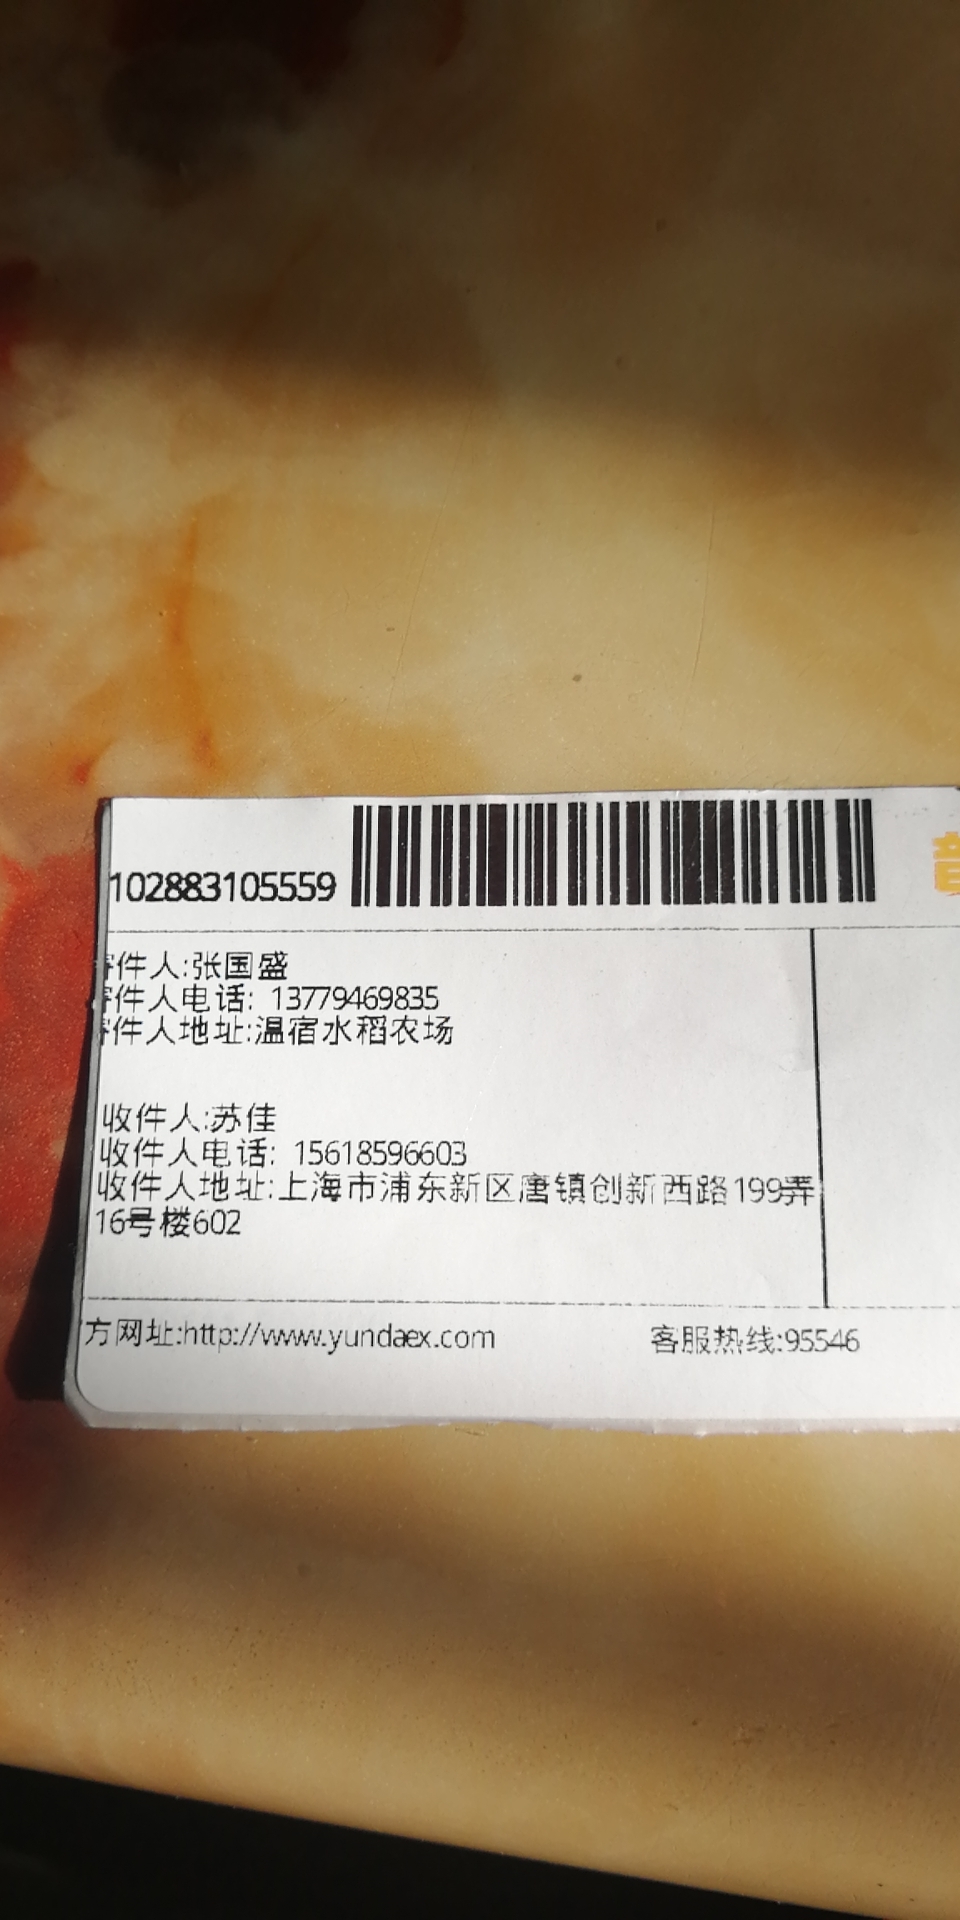 102883105559
寄件人:张国盛
寄件人电话: 13779469835
寄件人地址:温宿水稻农场
收件人:苏佳
收件人电话: 15618596603
收件人地址:上海市浦东新区唐镇创新西路199弄
16号楼602
方网址:http://www.yundaex.com
客服热线:95546